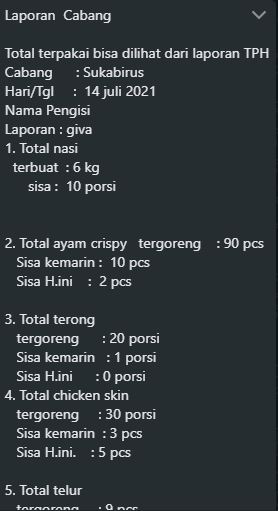 Laporan  Cabang
Total terpakai bisa dilihat dari laporan TPH
Cabang      : Sukabirus
Hari/Tgl     :  14 juli 2021
Nama Pengisi
Laporan : giva
1. Total nasi
terbuat  : 6 kg
sisa :  10 porsi
2. Total ayam crispy   tergoreng    : 90 pcs
Sisa kemarin :  10 pcs
Sisa H.ini    :  2 pcs
3. Total terong
tergoreng      : 20 porsi
Sisa kemarin   : 1 porsi
Sisa H.ini      : 0 porsi
4. Total chicken skin
tergoreng     : 30 porsi
Sisa kemarin  : 3 pcs
Sisa H.ini.    : 5 pcs
5. Total telur
tergoreng     : 9 pcs